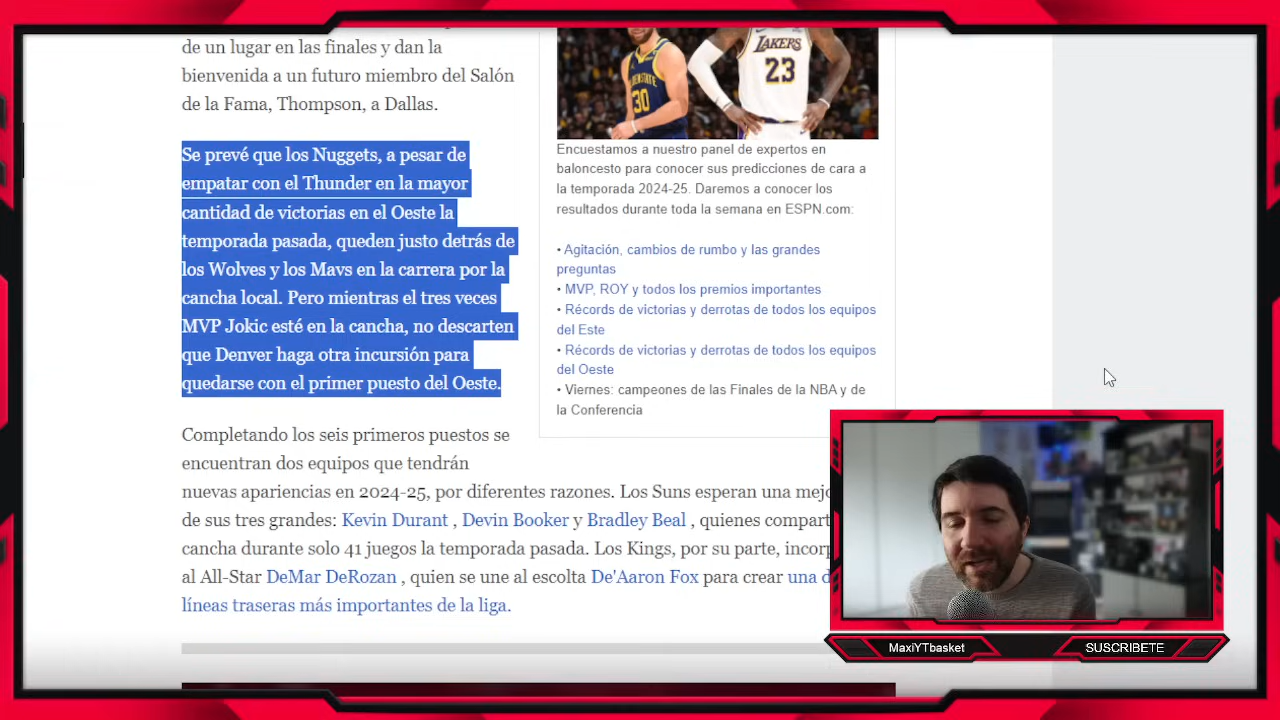 de un lugar en las finales y dan la
bienvenida a un futuro miembro del Salón
de la Fama, Thompson, a Dallas.
Se prevé que los Nuggets, a pesar de
empatar con el Thunder en la mayor
cantidad de victorias en el Oeste la
temporada pasada, queden justo detrás de
los Wolves y los Mavs en la carrera por la
cancha local. Pero mientras el tres veces
MVP Jokic esté en la cancha, no descarten
que Denver haga otra incursión para
quedarse con el primer puesto del Oeste.
Completando los seis primeros puestos se
encuentran dos equipos que tendrán
nuevas apariencias en 2024-25, por diferentes razones. Los Suns esperan una mejo
de sus tres grandes: Kevin Durant , Devin Booker y Bradley Beal , quienes compart
cancha durante solo 41 juegos la temporada pasada. Los Kings, por su parte, incorp
al All-Star DeMar DeRozan , quien se une al escolta De'Aaron Fox para crear una d
líneas traseras más importantes de la liga.
30
LAKERS
23
Encuestamos a nuestro panel de expertos en
baloncesto para conocer sus predicciones de cara a
la temporada 2024-25. Daremos a conocer los
resultados durante toda la semana en ESPN.com:
• Agitación, cambios de rumbo y las grandes
preguntas
• MVP, ROY y todos los premios importantes
• Récords de victorias y derrotas de todos los equipos
del Este
• Récords de victorias y derrotas de todos los equipos
del Oeste
• Viernes: campeones de las Finales de la NBA y de
la Conferencia
MaxiYTbasket
SUSCRIBETE